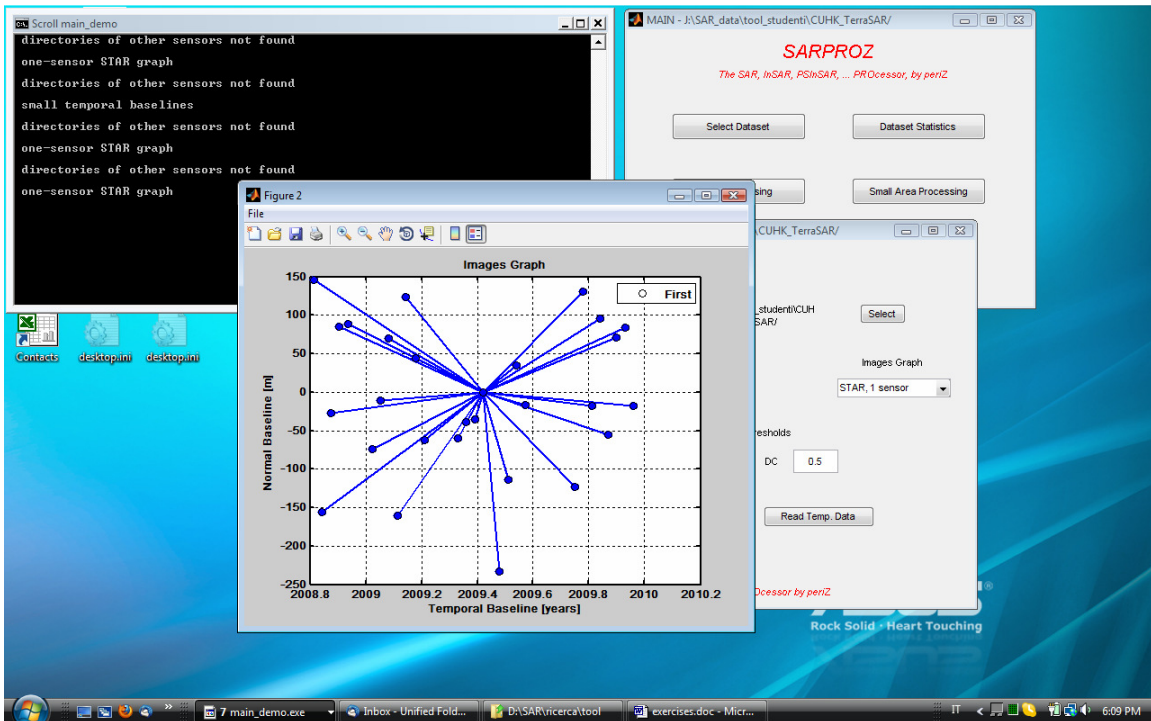 Scroll main_demo
directories of other sensors not found
one-sensor STAR graph
directories of other sensors not found
small temporal baselines
directories of other sensors not found
one-sensor STAR graph
directories of other sensors not found
one-sensor STAR graph
MAIN - J:\SAR_data\tool_studenti\CUHK_TerraSAR/
SARPROZ
The SAR, InSAR, PSInSAR, ... PROcessor, by periZ
Select Dataset
Dataset Statistics
sing
Small Area Processing
\CUHK_TerraSAR/
_studenti\CUH
SAR/
Select
Images Graph
STAR, 1 sensor
resholds
DC
0.5
Read Temp. Data
Ocessor by periZ
Figure 2
File
Images Graph
First
150
100
50
0
-50
-100
-150
-200
-250
Normal Baseline [m]
2008.8 2009 2009.2 2009.4 2009.6 2009.8 2010 2010.2
Temporal Baseline [years]
Contacts
desktop.ini
desktop.ini
Rock Solid · Heart Touching
7 main_demo.exe
Inbox - Unified Fold...
D:\SAR\ricerca\tool
exercises.doc - Micr...
IT
6:09 PM